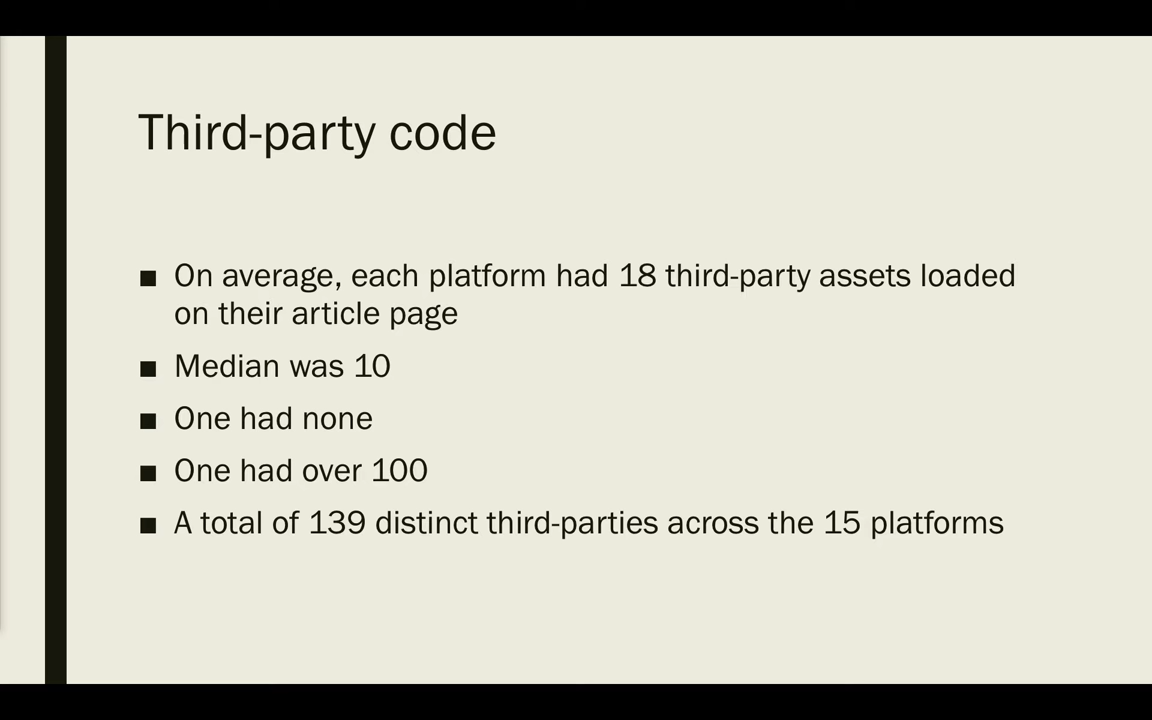 Third-party code
■ On average, each platform had 18 third-party assets loaded
on their article page
■ Median was 10
■ One had none
■ One had over 100
■ A total of 139 distinct third-parties across the 15 platforms